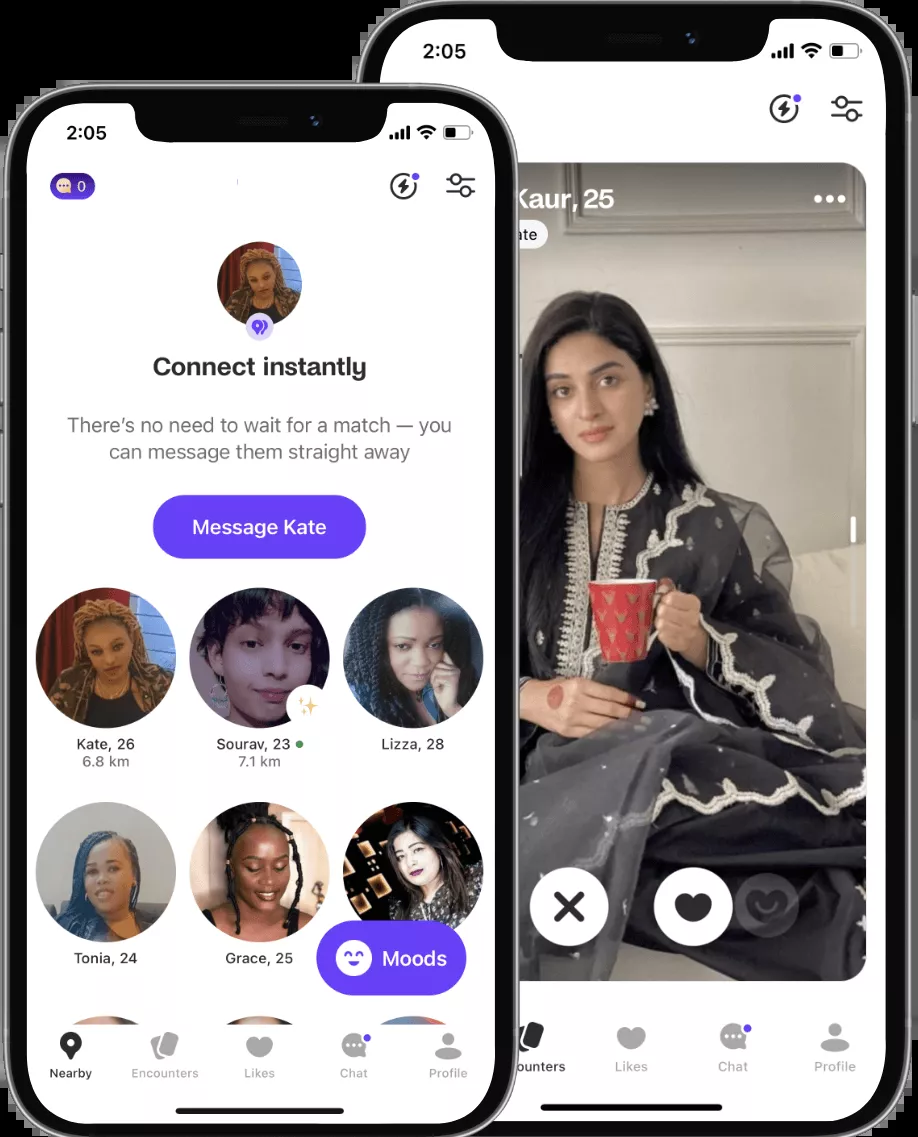 2:05
0
Connect instantly
There's no need to wait for a match — you
can message them straight away
Message Kate
Kate, 26
6.8 km
Sourav, 23
7.1 km
Lizza, 28
Tonia, 24
Grace, 25
Moods
Nearby
Encounters
Likes
Chat
Profile
2:05
Kaur, 25
ate
ounters
Likes
Chat
Profile